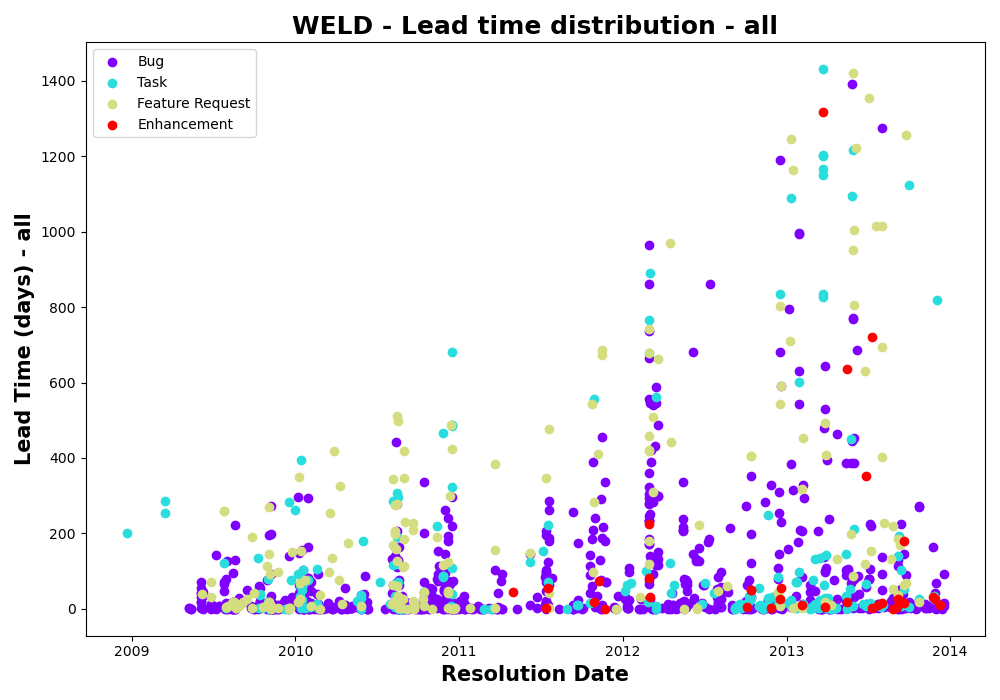 WELD - Lead time distribution - all
Bug
Task
Feature Request
Enhancement
Lead Time (days) - all
1400
1200
1000
800
600
400
200
0
2009 2010 2011 2012 2013 2014
Resolution Date